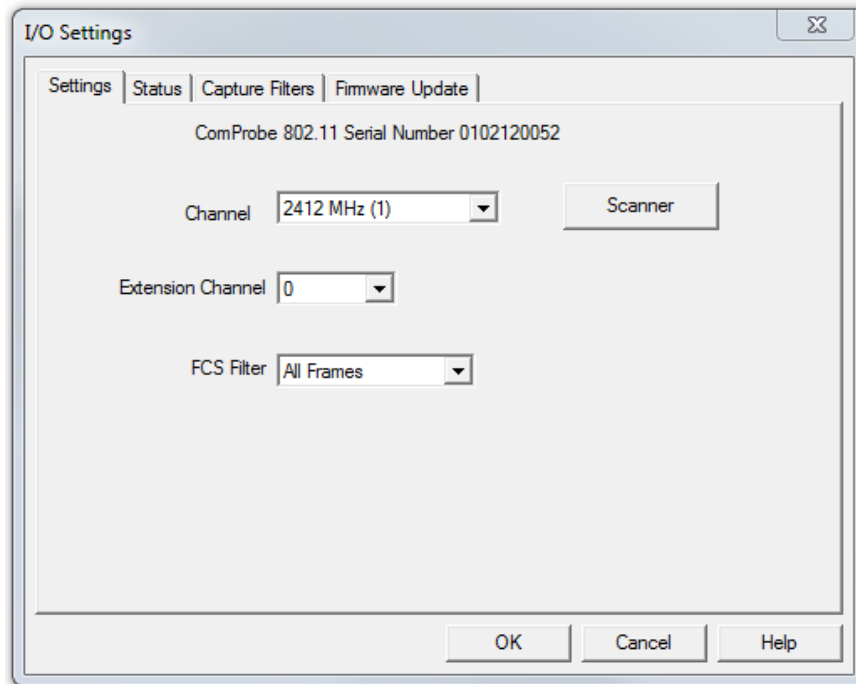 I/O Settings
Settings Status Capture Filters Firmware Update
ComProbe 802.11 Serial Number 0102120052
Channel 2412 MHz (1) Scanner
Extension Channel 0
FCS Filter All Frames
OK Cancel Help